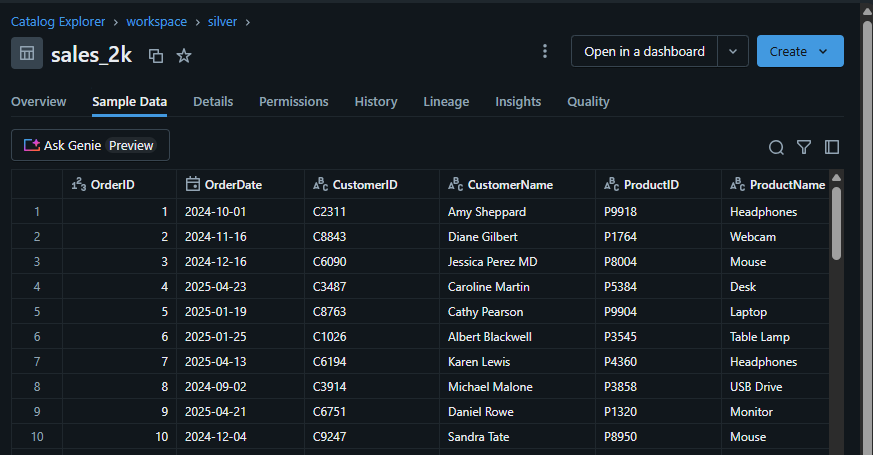 Catalog Explorer > workspace > silver >
sales_2k
Open in a dashboard
Create
Overview Sample Data Details Permissions History Lineage Insights Quality
Ask Genie Preview
OrderID OrderDate CustomerID CustomerName ProductID ProductName
1 1 2024-10-01 C2311 Amy Sheppard P9918 Headphones
2 2 2024-11-16 C8843 Diane Gilbert P1764 Webcam
3 3 2024-12-16 C6090 Jessica Perez MD P8004 Mouse
4 4 2025-04-23 C3487 Caroline Martin P5384 Desk
5 5 2025-01-19 C8763 Cathy Pearson P9904 Laptop
6 6 2025-01-25 C1026 Albert Blackwell P3545 Table Lamp
7 7 2025-04-13 C6194 Karen Lewis P4360 Headphones
8 8 2024-09-02 C3914 Michael Malone P3858 USB Drive
9 9 2025-04-21 C6751 Daniel Rowe P1320 Monitor
10 10 2024-12-04 C9247 Sandra Tate P8950 Mouse